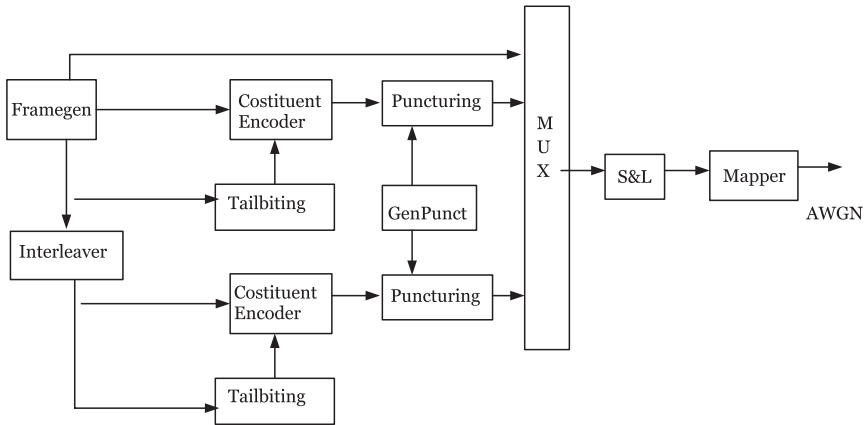 Framegen
Costituent
Encoder
Puncturing
M
U
X
S&L
Mapper
AWGN
Tailbiting
GenPunct
Interleaver
Costituent
Encoder
Puncturing
Tailbiting